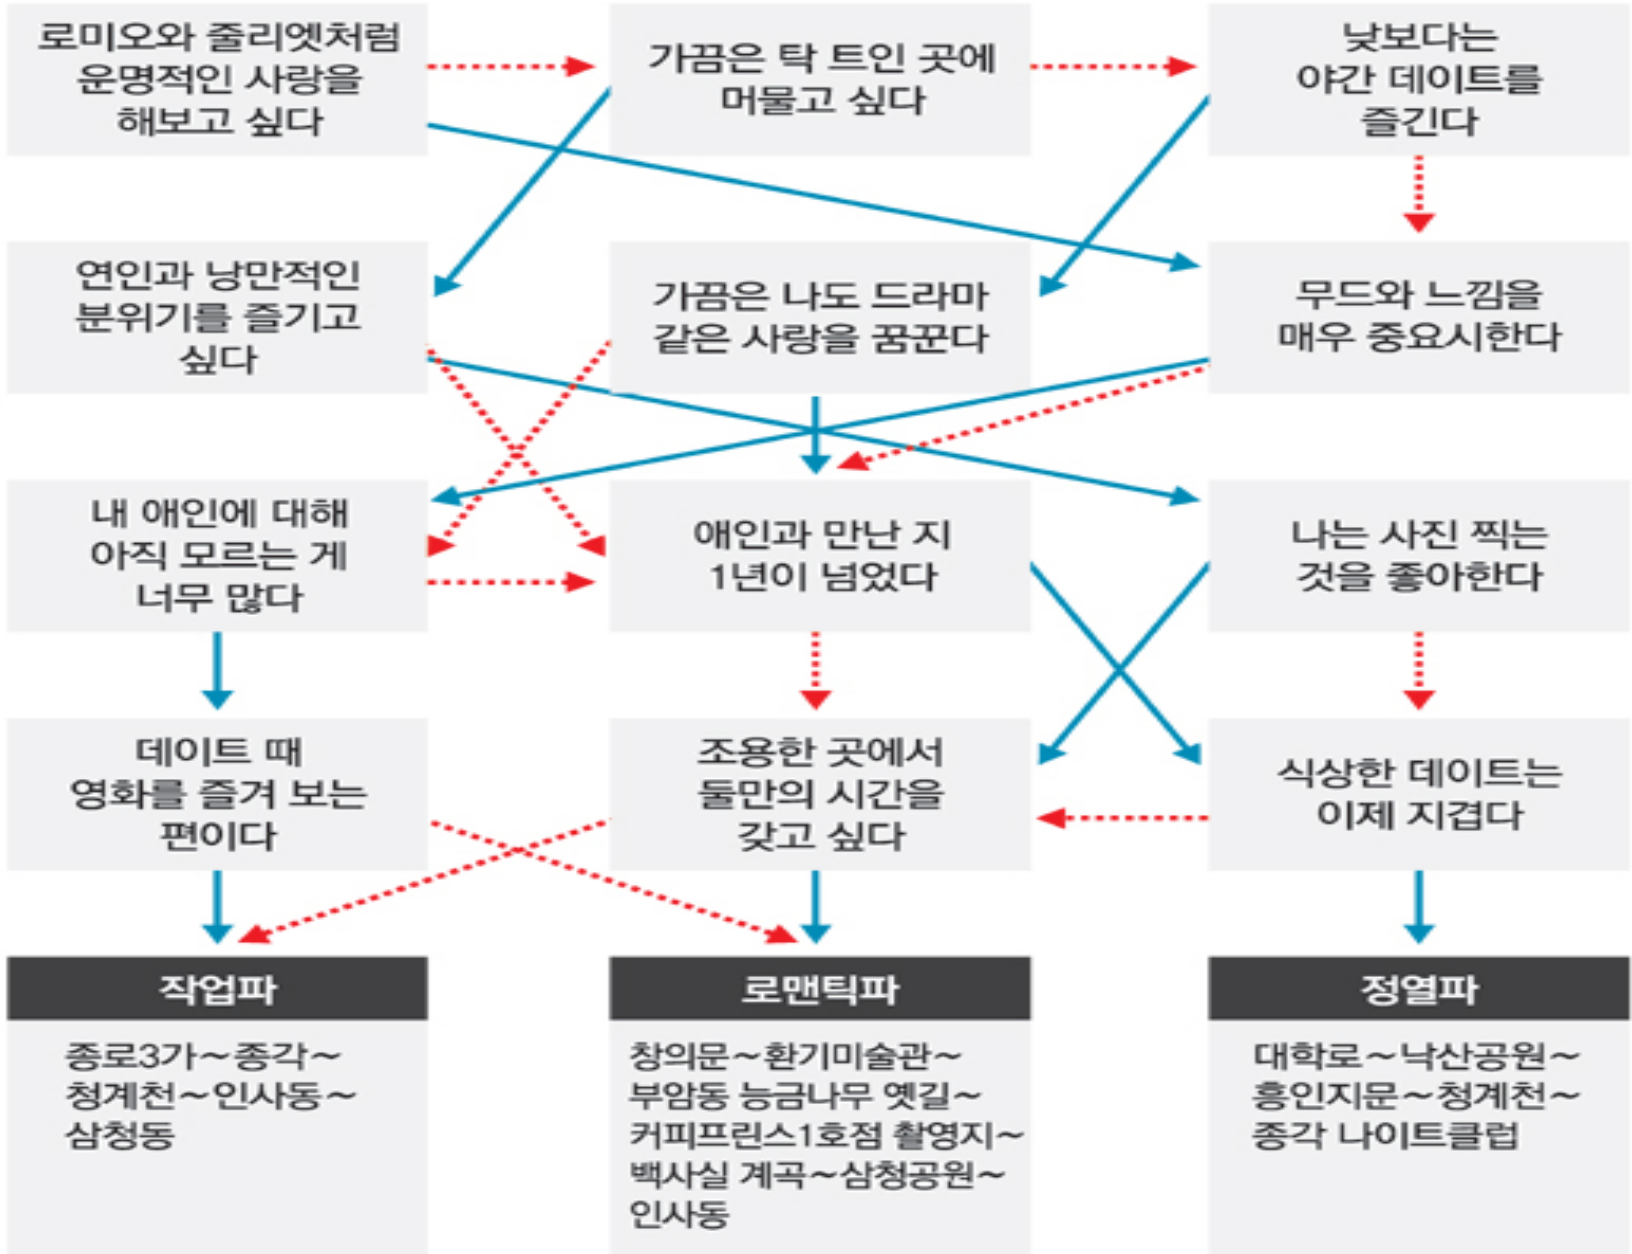 로미오와 줄리엣처럼
운명적인 사랑을
해보고 싶다
가끔은 탁 트인 곳에
머물고 싶다
낮보다는
야간 데이트를
즐긴다
연인과 낭만적인
분위기를 즐기고
싶다
가끔은 나도 드라마
같은 사랑을 꿈꾼다
무드와 느낌을
매우 중요시한다
내 애인에 대해
아직 모르는 게
너무 많다
애인과 만난 지
1년이 넘었다
나는 사진 찍는
것을 좋아한다
데이트 때
영화를 즐겨 보는
편이다
조용한 곳에서
둘만의 시간을
갖고 싶다
식상한 데이트는
이제 지겹다
작업파
종로3가~종각~
청계천~인사동~
삼청동
로맨틱파
창의문~환기미술관~
부암동 능금나무 옛길~
커피프린스1호점 촬영지~
백사실 계곡~삼청공원~
인사동
정열파
대학로~낙산공원~
흥인지문~청계천~
종각 나이트클럽